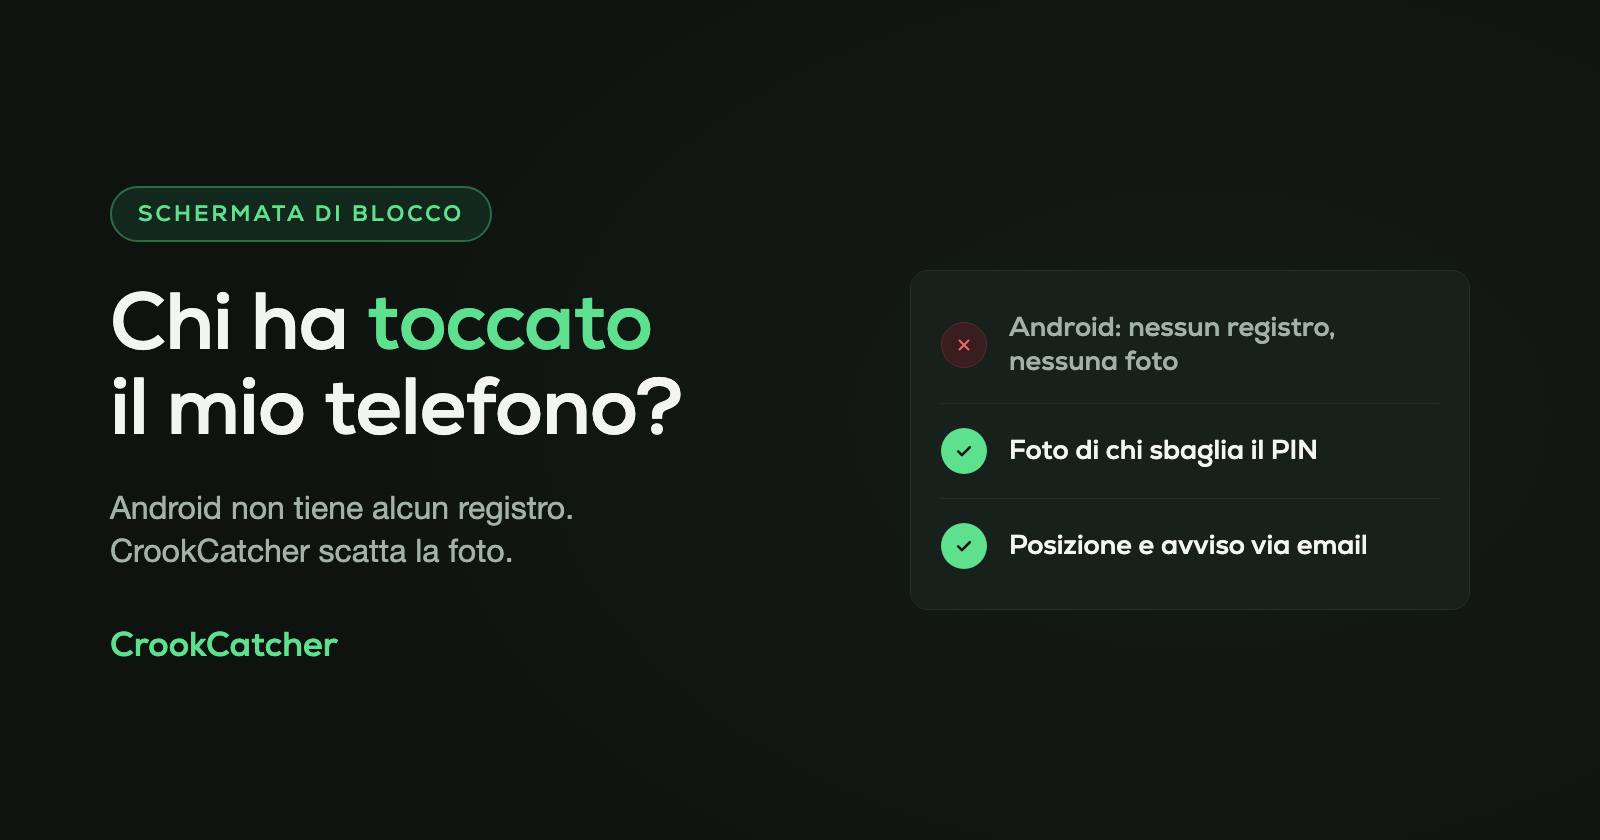 SCHERMATA DI BLOCCO
Chi ha toccato
il mio telefono?
Android non tiene alcun registro.
CrookCatcher scatta la foto.
CrookCatcher
Android: nessun registro,
nessuna foto
Foto di chi sbaglia il PIN
Posizione e avviso via email